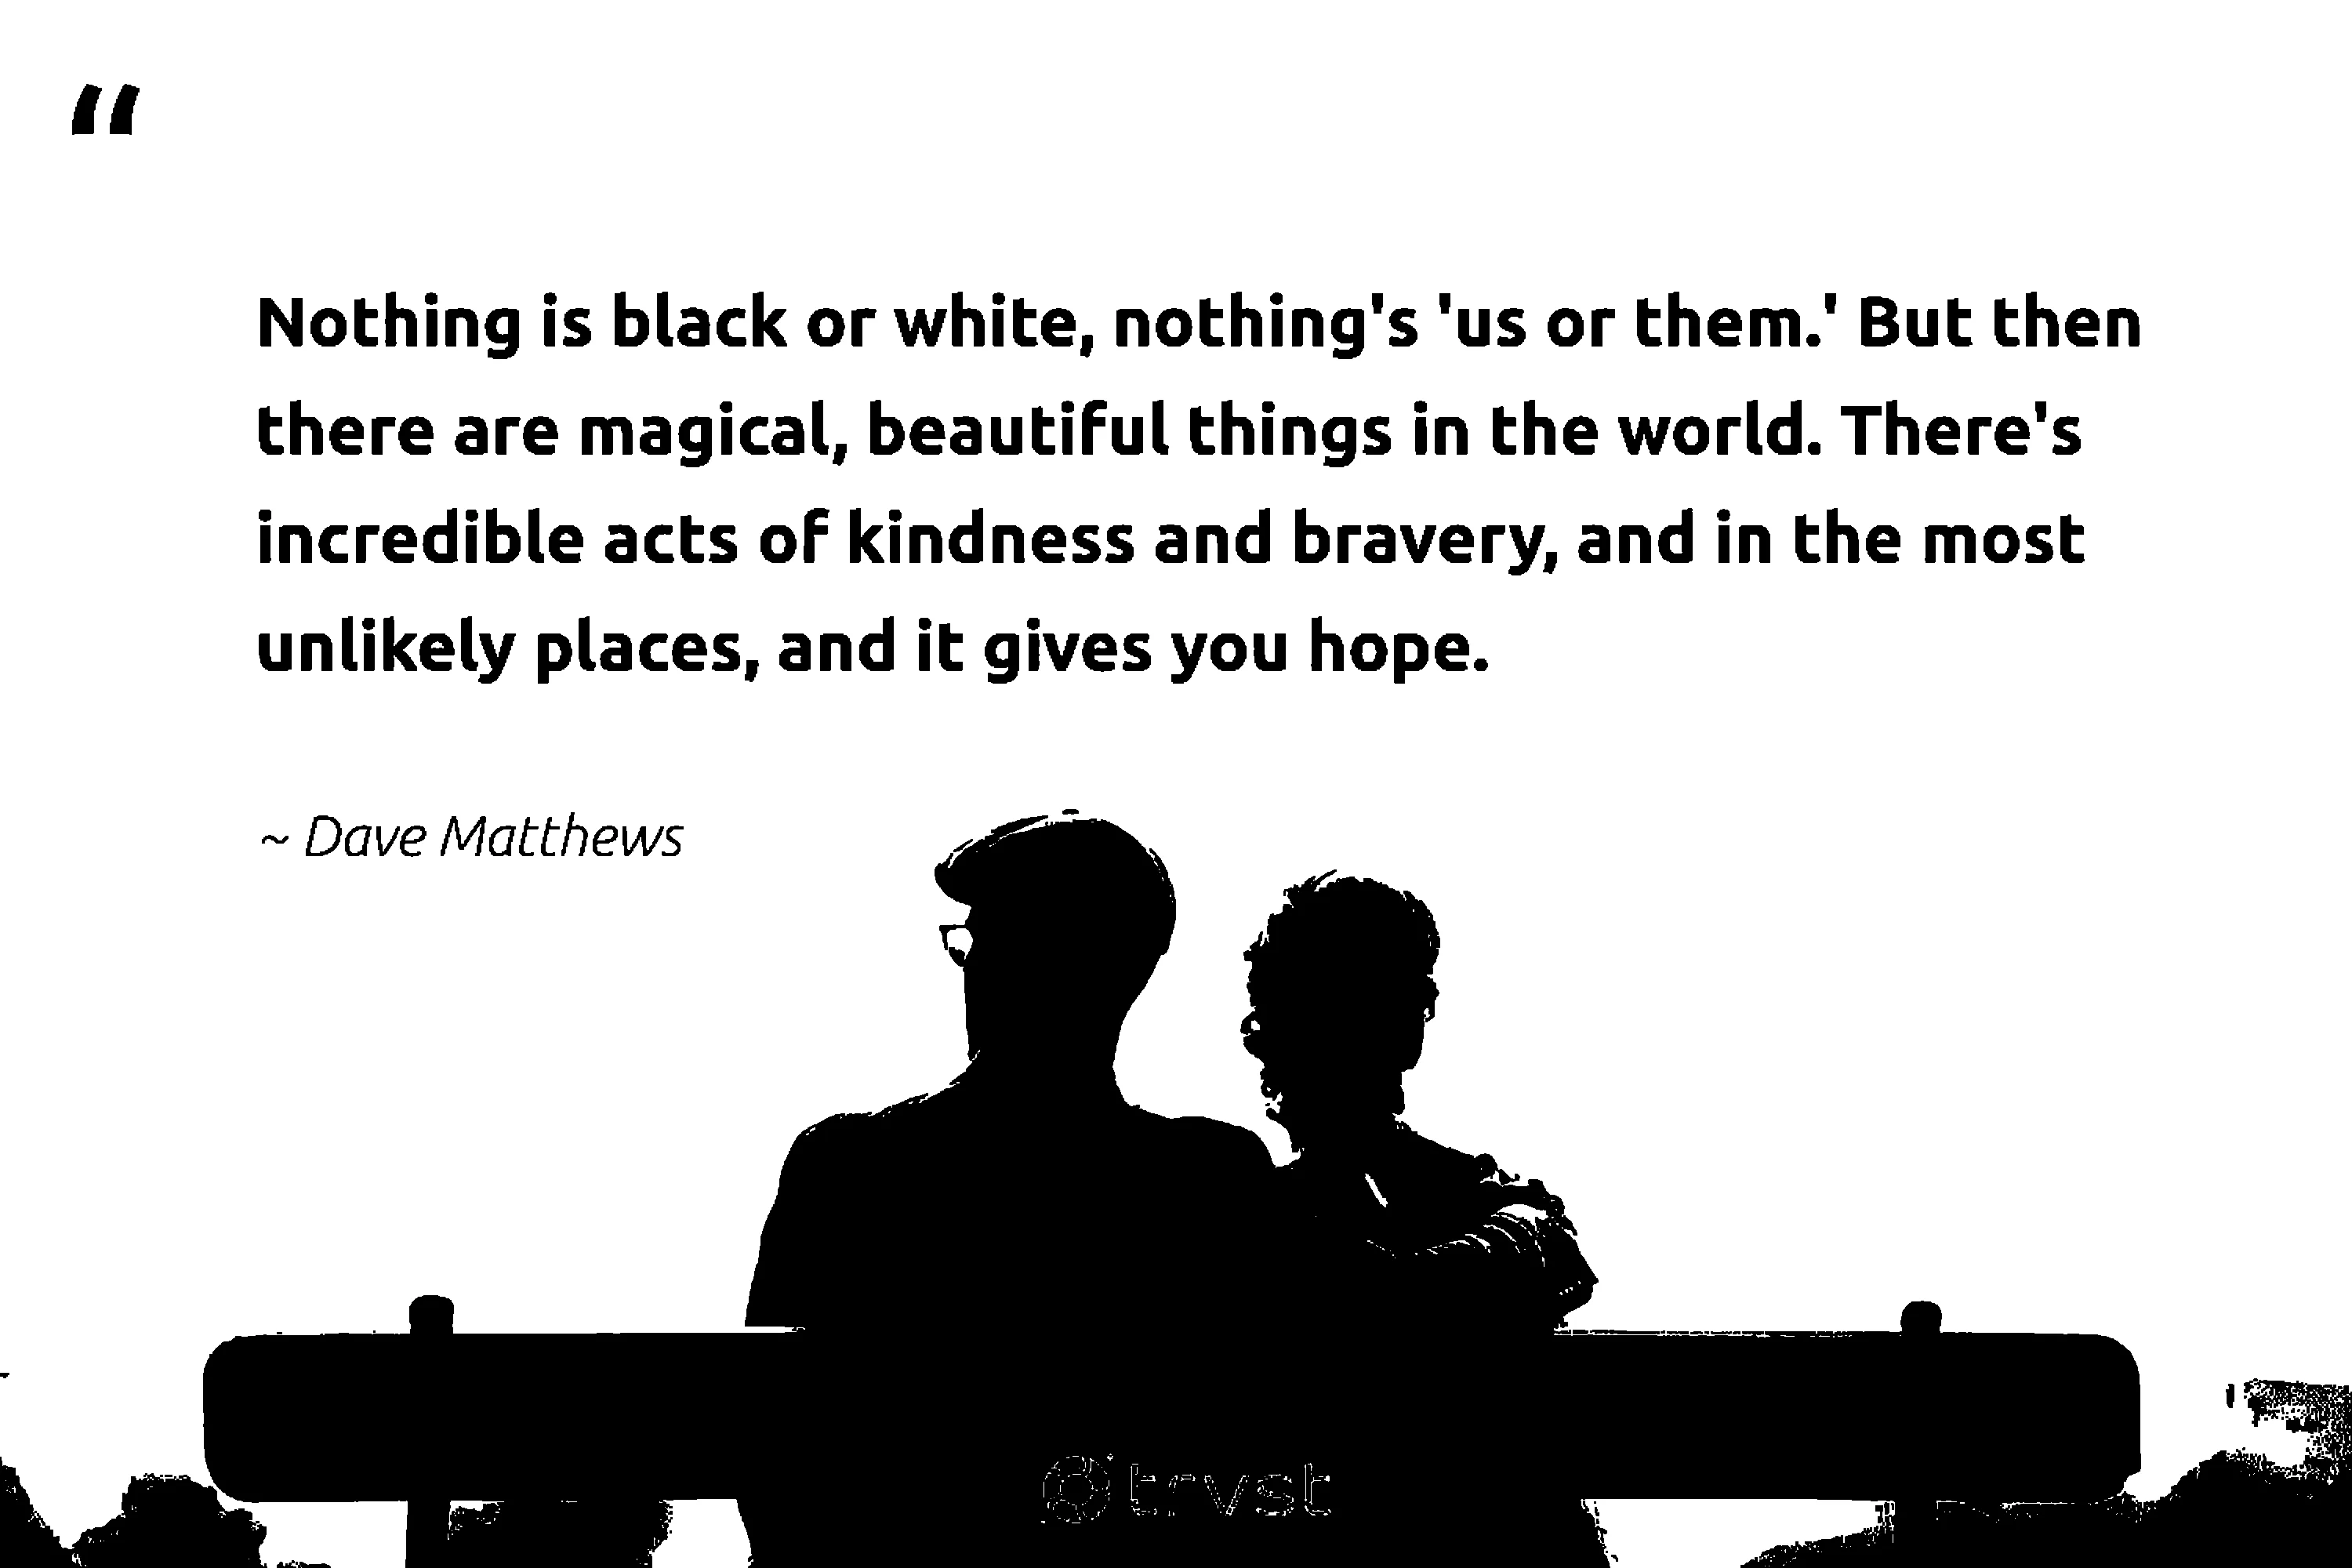 “
Nothing is black or white, nothing's 'us or them.' But then
there are magical, beautiful things in the world. There's
incredible acts of kindness and bravery, and in the most
unlikely places, and it gives you hope.
~ Dave Matthews
trvst